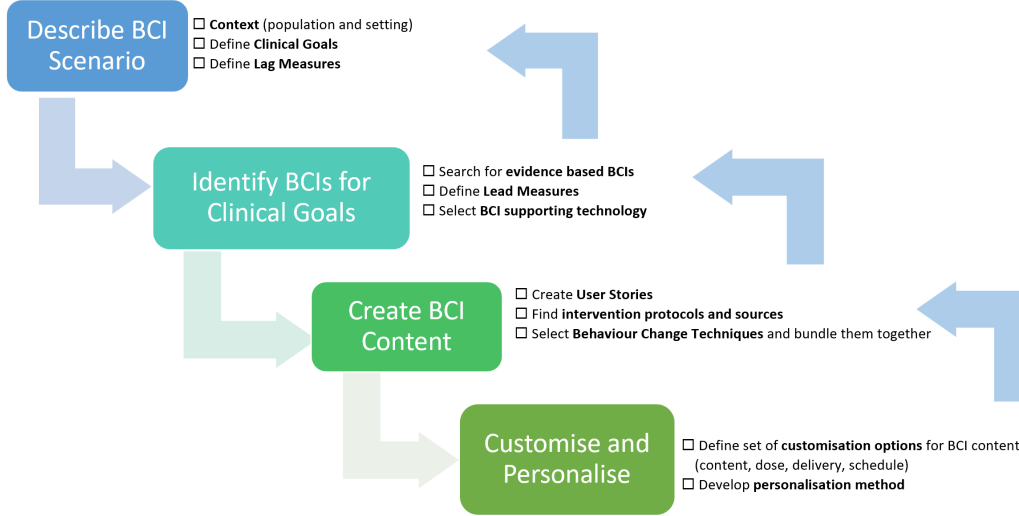 Describe BCI
Scenario
☐ Context (population and setting)
☐ Define Clinical Goals
☐ Define Lag Measures
Identify BCIs for
Clinical Goals
☐ Search for evidence based BCIs
☐ Define Lead Measures
☐ Select BCI supporting technology
Create BCI
Content
☐ Create User Stories
☐ Find intervention protocols and sources
☐ Select Behaviour Change Techniques and bundle them together
Customise and
Personalise
☐ Define set of customisation options for BCI content
(content, dose, delivery, schedule)
☐ Develop personalisation method